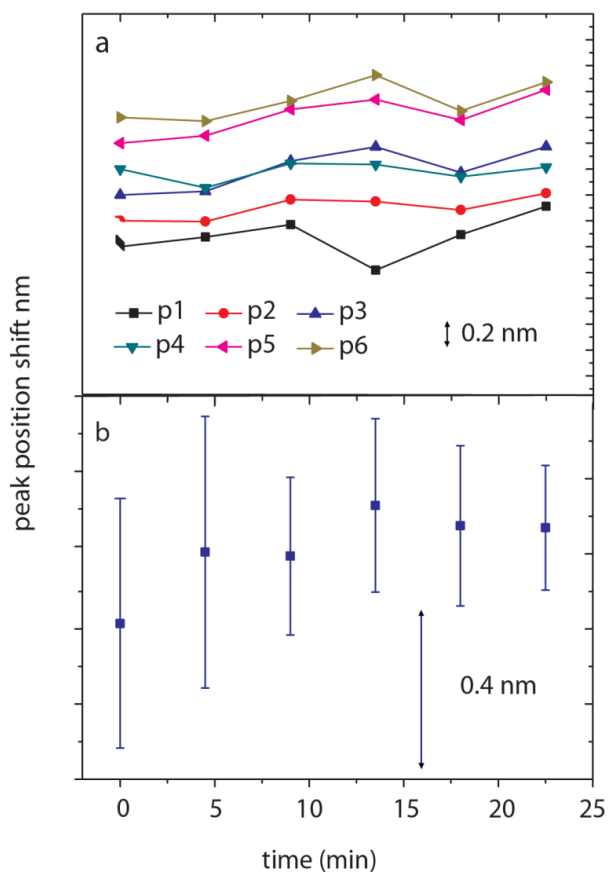 a
p1 p2 p3
p4 p5 p6
0.2 nm
peak position shift nm
b
0.4 nm
0 5 10 15 20 25
time (min)